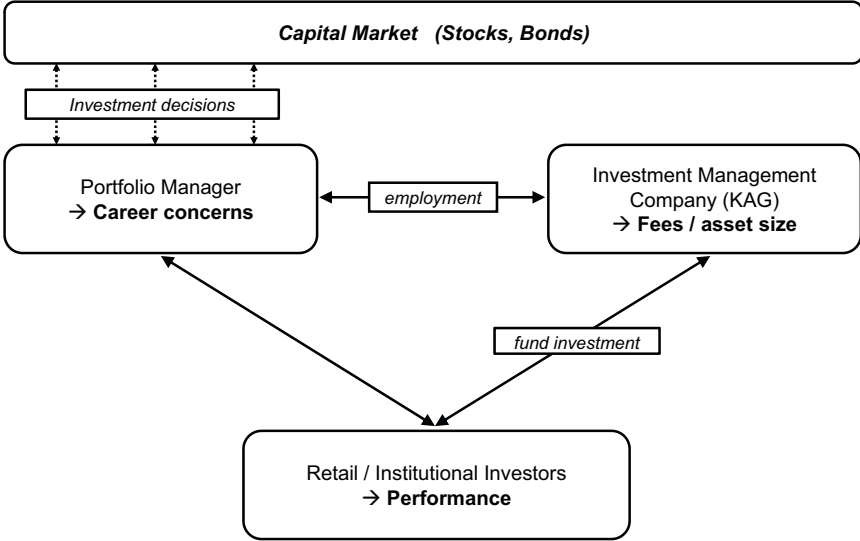 Capital Market (Stocks, Bonds)
Investment decisions
Portfolio Manager
→ Career concerns
employment
Investment Management
Company (KAG)
→ Fees / asset size
fund investment
Retail / Institutional Investors
→ Performance